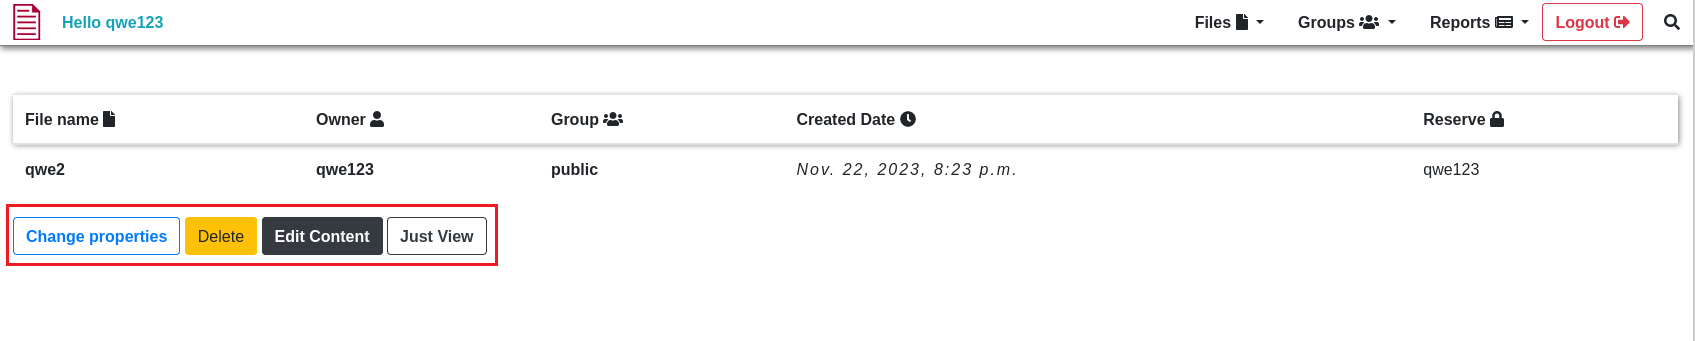 Hello qwe123 Files Groups Reports Logout
File name Owner Group Created Date Reserve
qwe2 qwe123 public Nov. 22, 2023, 8:23 p.m. qwe123
Change properties Delete Edit Content Just View